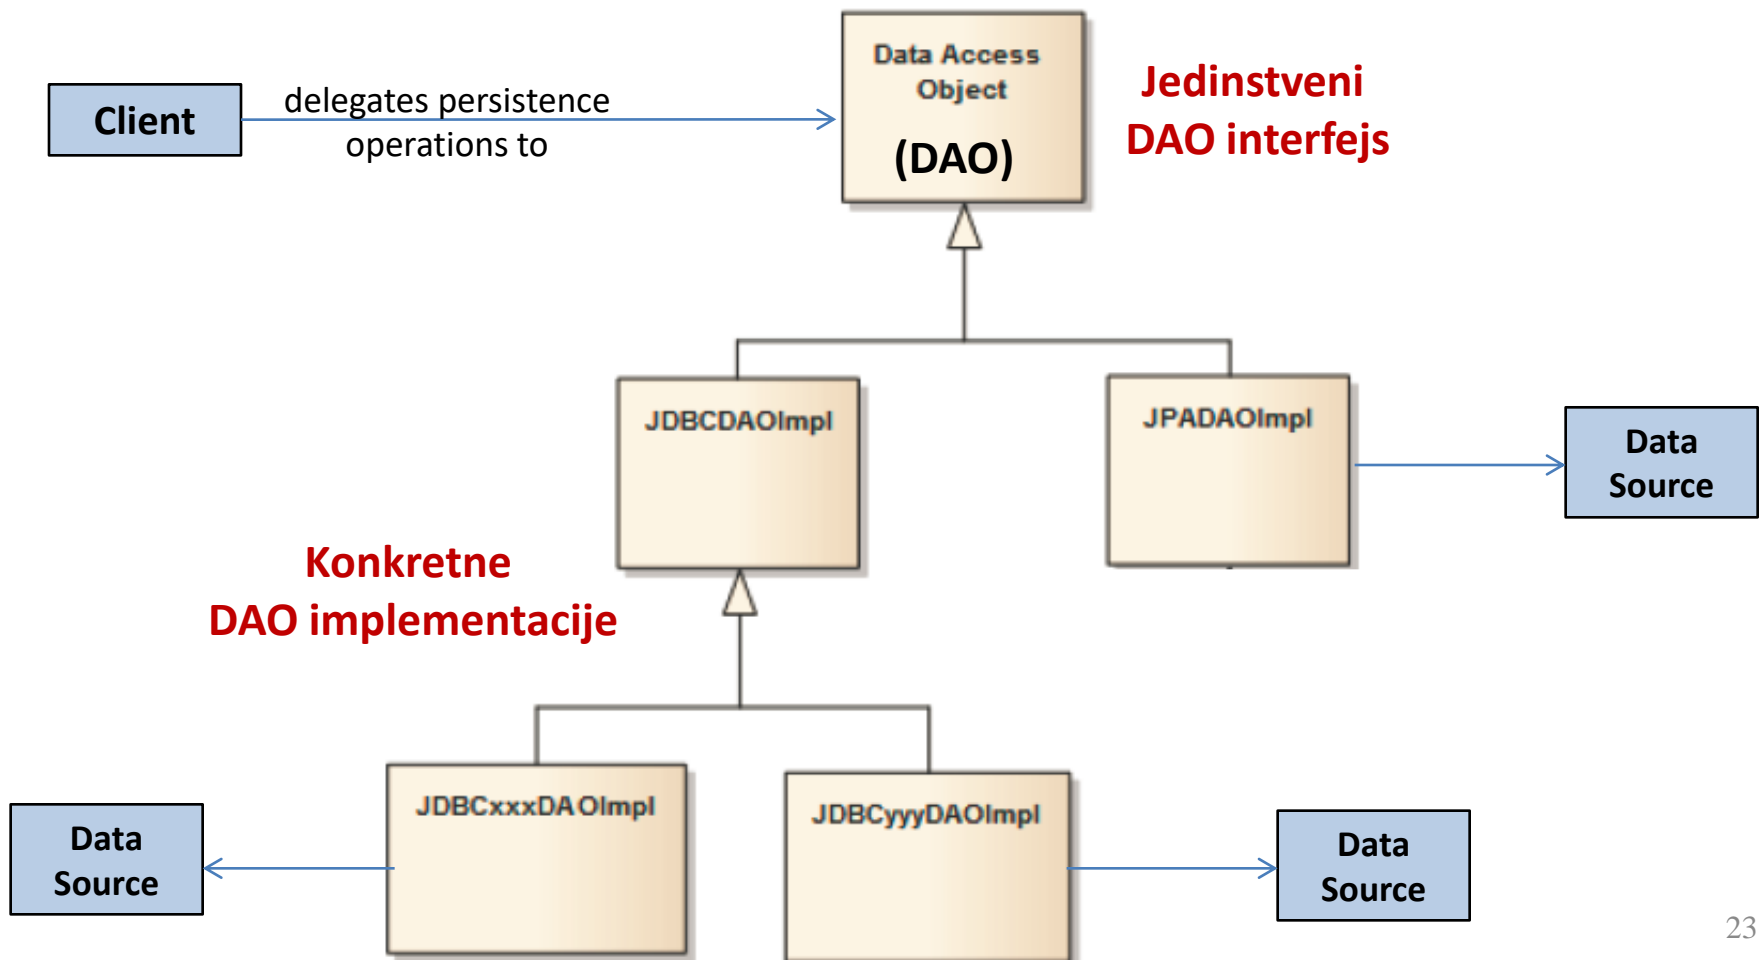 Data Access
Object
(DAO)
Jedinstveni
DAO interfejs
Client
delegates persistence
operations to
JDBCDAOImpl
JPADAOImpl
Data
Source
Konkretne
DAO implementacije
JDBCxxxDAOImpl
JDBCyyyDAOImpl
Data
Source
Data
Source
23